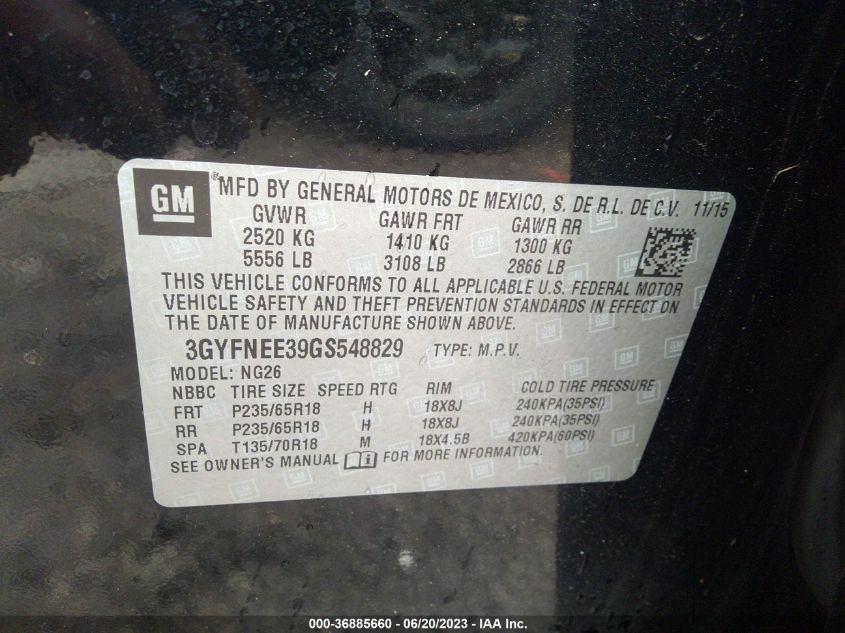 GM ® MFD BY GENERAL MOTORS DE MEXICO, S. DE R.L. DE C.V. 11/15
GVWR GAWR FRT GAWR RR
2520 KG 1410 KG 1300 KG
5556 LB 3108 LB 2866 LB
THIS VEHICLE CONFORMS TO ALL APPLICABLE U.S. FEDERAL MOTOR
VEHICLE SAFETY AND THEFT PREVENTION STANDARDS IN EFFECT ON
THE DATE OF MANUFACTURE SHOWN ABOVE.
3GYFNEE39GS548829 TYPE: M.P.V.
MODEL: NG26
NBBC TIRE SIZE SPEED RTG RIM COLD TIRE PRESSURE
FRT P235/65R18 H 18X8J 240KPA(35PSI)
RR P235/65R18 H 18X8J 240KPA(35PSI)
SPA T135/70R18 M 18X4.5B 420KPA(60PSI)
SEE OWNER'S MANUAL i FOR MORE INFORMATION.
000-36885660 - 06/20/2023 - IAA Inc.